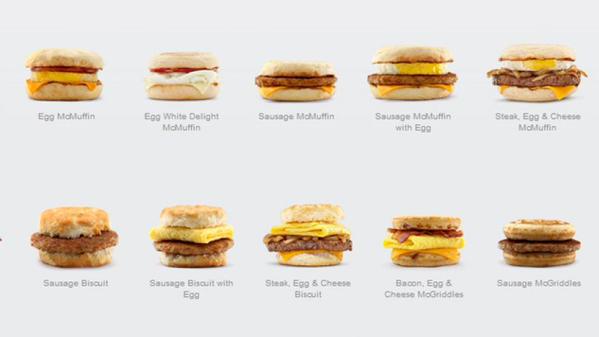 Egg McMuffin
Egg White Delight
McMuffin
Sausage McMuffin
Sausage McMuffin
with Egg
Steak, Egg & Cheese
McMuffin
Sausage Biscuit
Sausage Biscuit with
Egg
Steak, Egg & Cheese
Biscuit
Bacon, Egg &
Cheese McGriddles
Sausage McGriddles